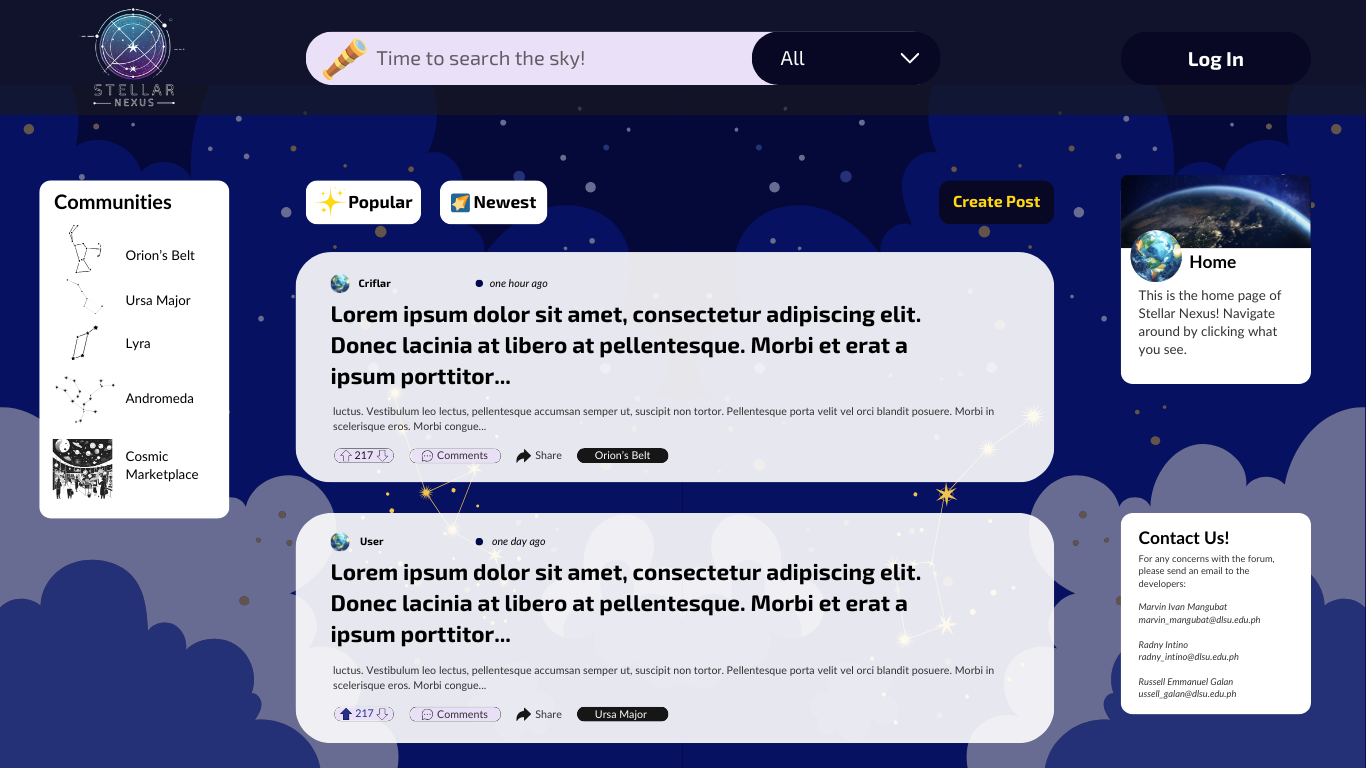 STELLAR
NEXUS
Time to search the sky!
All
Log In
Communities
Orion's Belt
Ursa Major
Lyra
Andromeda
Cosmic
Marketplace
Popular
Newest
Create Post
Criflar
one hour ago
Lorem ipsum dolor sit amet, consectetur adipiscing elit.
Donec lacinia at libero at pellentesque. Morbi et erat a
ipsum porttitor...
luctus. Vestibulum leo lectus, pellentesque accumsan semper ut, suscipit non tortor. Pellentesque porta velit vel orci blandit posuere. Morbi in
scelerisque eros. Morbi congue...
217
Comments
Share
Orion's Belt
User
one day ago
Lorem ipsum dolor sit amet, consectetur adipiscing elit.
Donec lacinia at libero at pellentesque. Morbi et erat a
ipsum porttitor...
luctus. Vestibulum leo lectus, pellentesque accumsan semper ut, suscipit non tortor. Pellentesque porta velit vel orci blandit posuere. Morbi in
scelerisque eros. Morbi congue...
217
Comments
Share
Ursa Major
Home
This is the home page of
Stellar Nexus! Navigate
around by clicking what
you see.
Contact Us!
For any concerns with the forum,
please send an email to the
developers:
Marvin Ivan Mangubat
marvin_mangubat@dlsu.edu.ph
Radny Intino
radny_intino@dlsu.edu.ph
Russell Emmanuel Galan
ussell_galan@dlsu.edu.ph